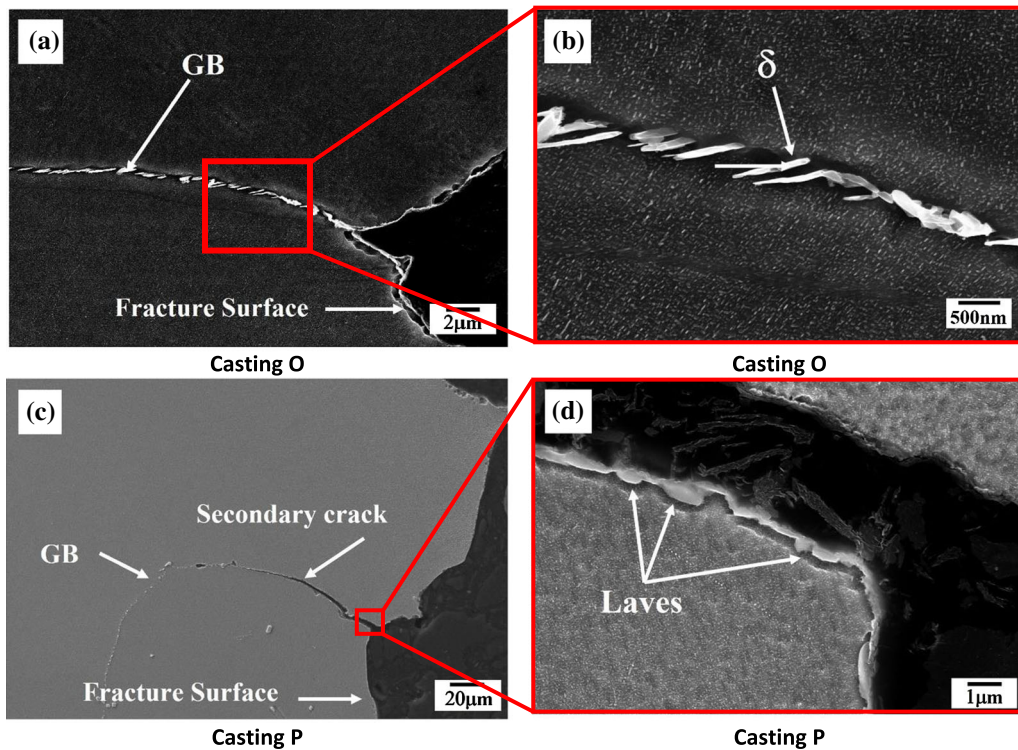 (a)
GB
Fracture Surface
2μm
Casting O
(b)
δ
500nm
Casting O
(c)
Secondary crack
GB
Fracture Surface
20μm
Casting P
(d)
Laves
1μm
Casting P